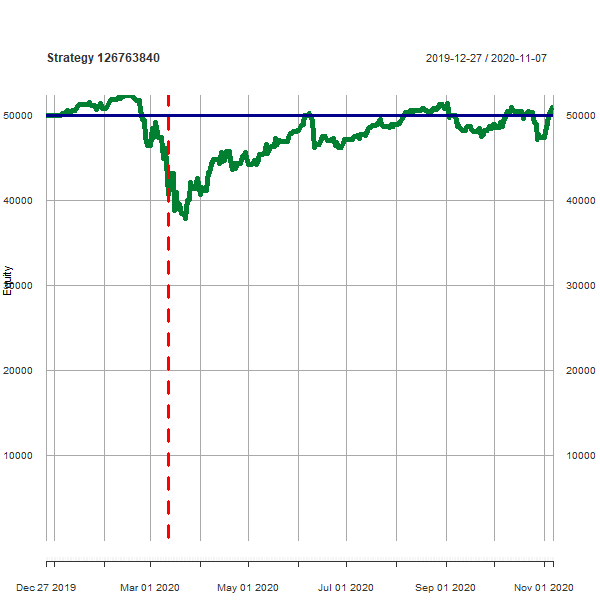 Strategy 126763840
2019-12-27 / 2020-11-07
50000
50000
40000
40000
Equity
30000
30000
20000
20000
10000
10000
Dec 27 2019
Mar 01 2020
May 01 2020
Jul 01 2020
Sep 01 2020
Nov 01 2020